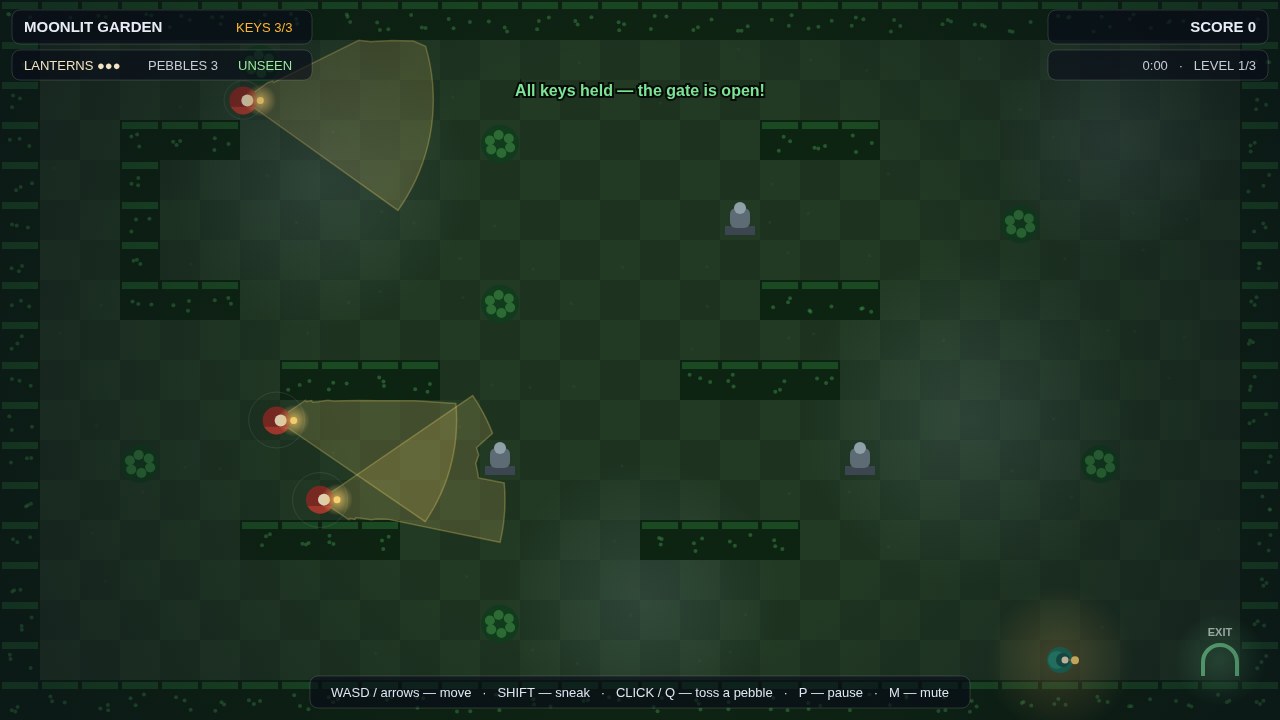 MOONLIT GARDEN KEYS 3/3
SCORE 0
LANTERNS ●●● PEBBLES 3 UNSEEN
0:00 · LEVEL 1/3
All keys held — the gate is open!
EXIT
WASD / arrows — move · SHIFT — sneak · CLICK / Q — toss a pebble · P — pause · M — mute